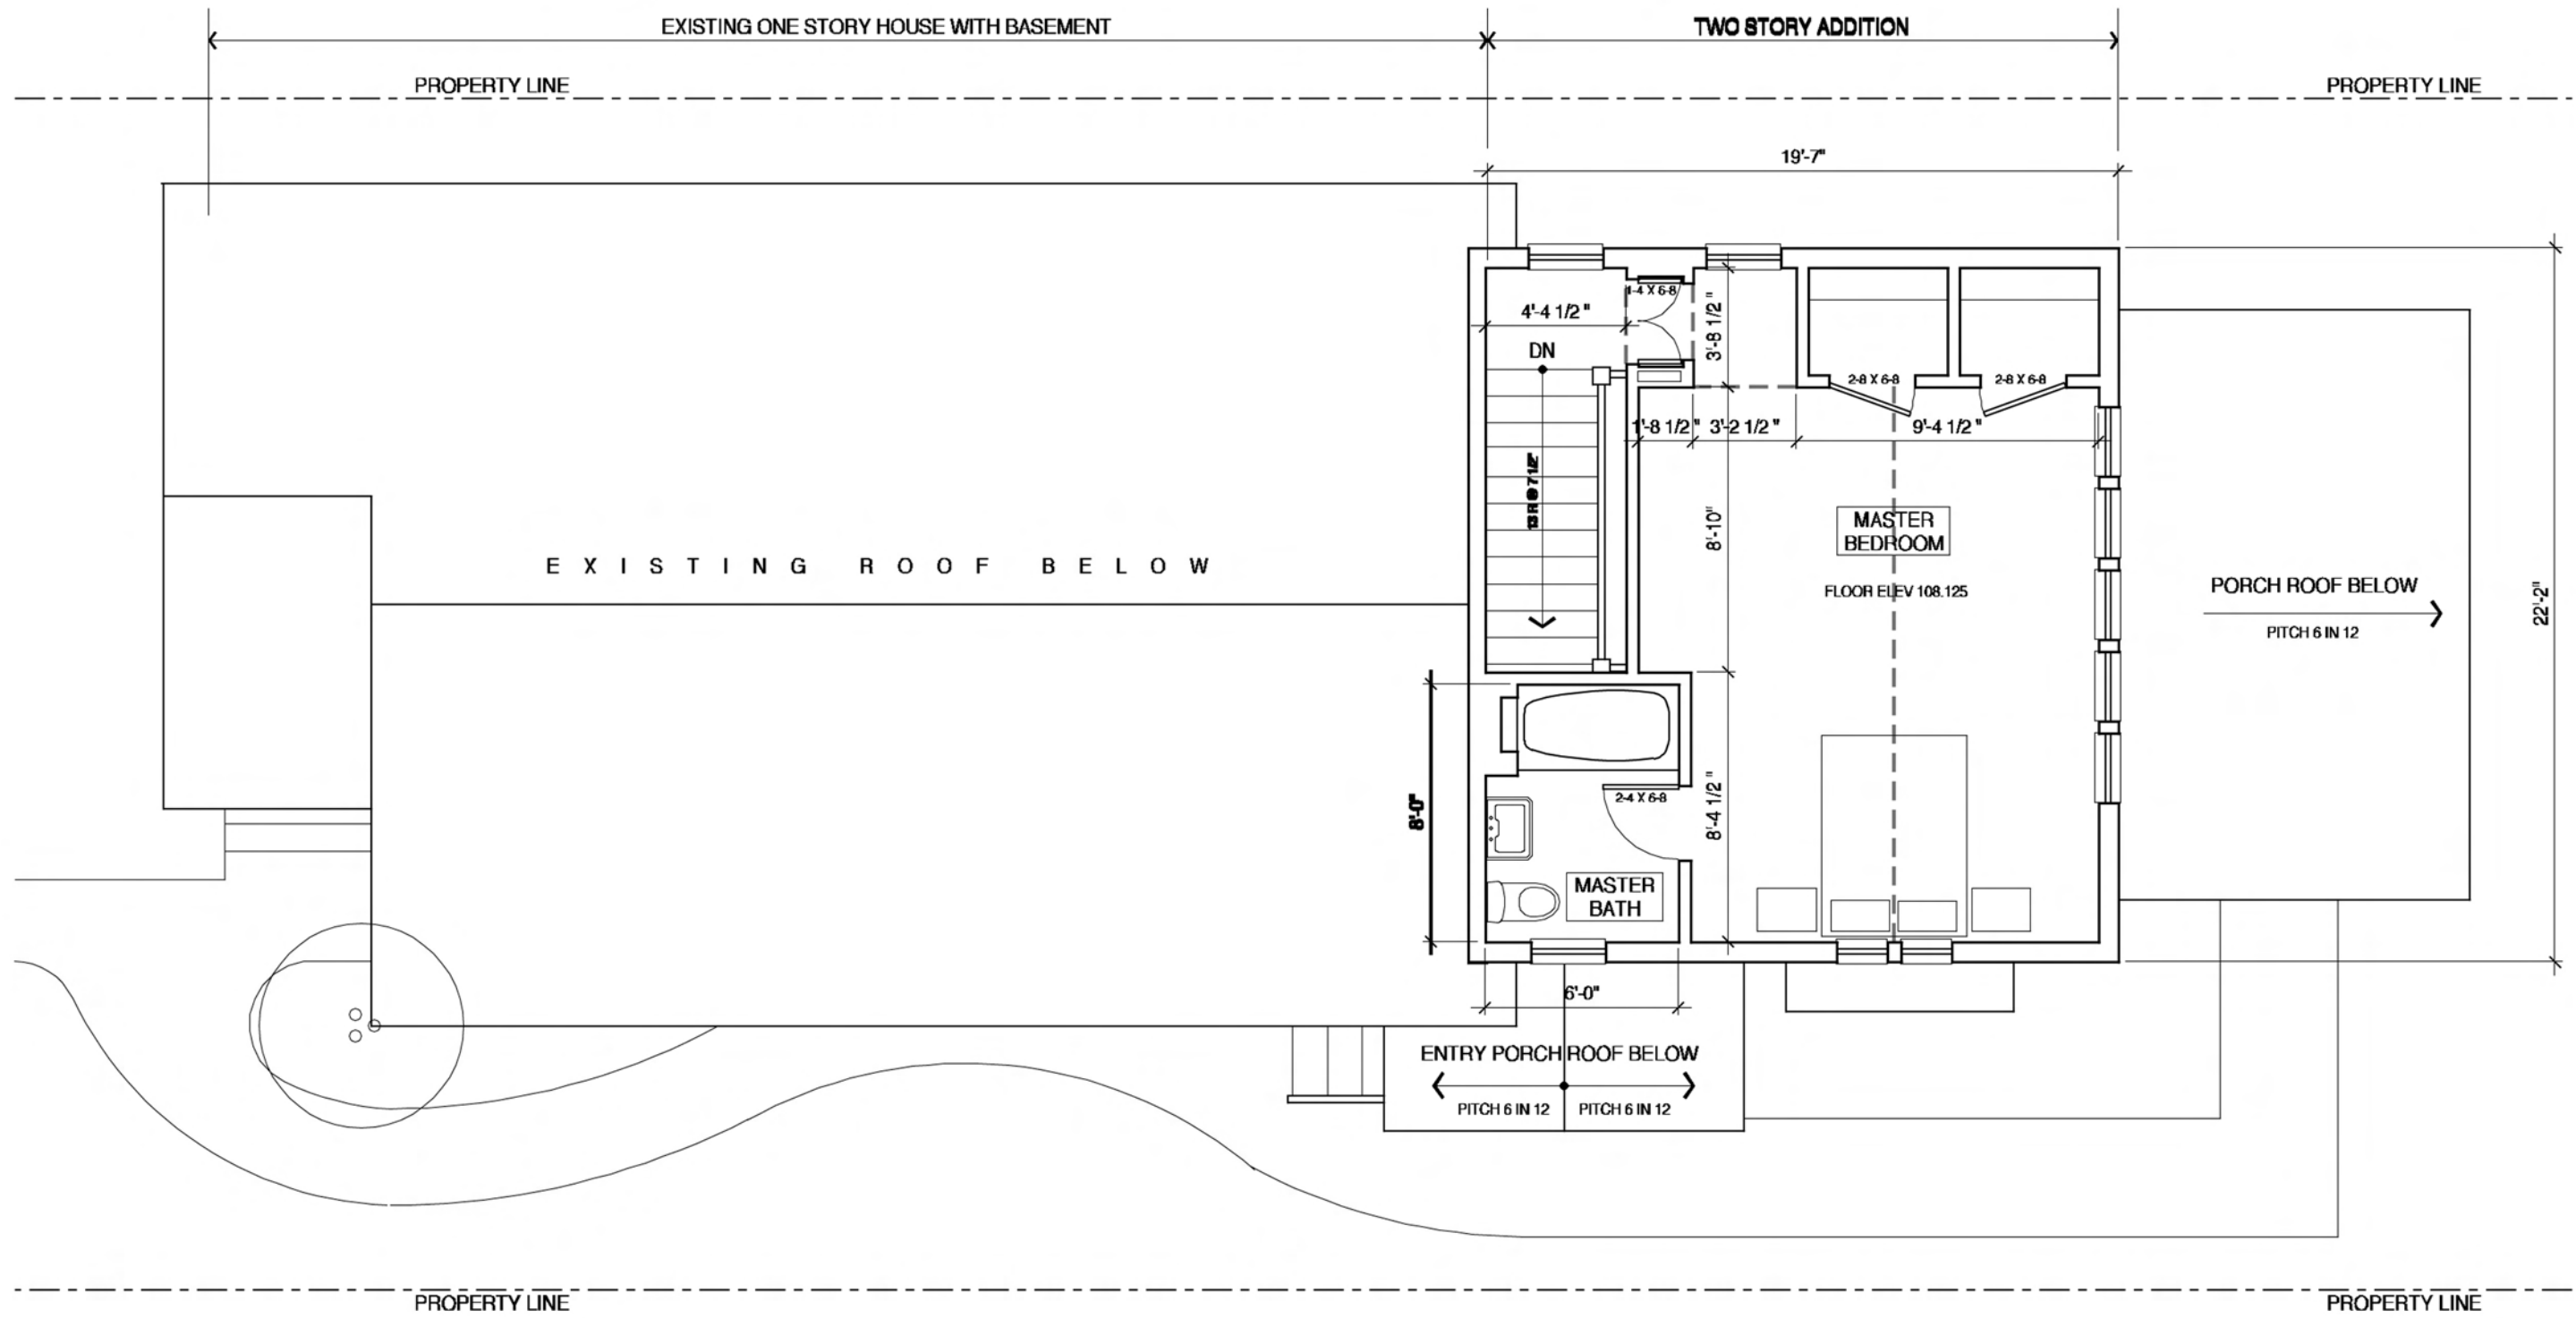 EXISTING ONE STORY HOUSE WITH BASEMENT
TWO STORY ADDITION
PROPERTY LINE
PROPERTY LINE
19'-7"
1-4 X 6-8
4'-4 1/2"
3'-8 1/2"
DN
2-8 X 6-8
2-8 X 6-8
1'-8 1/2"
3'-2 1/2"
9'-4 1/2"
13 R @ 7 1/2"
8'-10"
MASTER
BEDROOM
FLOOR ELEV 108.125
EXISTING ROOF BELOW
PORCH ROOF BELOW
PITCH 6 IN 12
22'-2"
8'-0"
2-4 X 6-8
8'-4 1/2"
MASTER
BATH
6'-0"
ENTRY PORCH ROOF BELOW
PITCH 6 IN 12
PITCH 6 IN 12
PROPERTY LINE
PROPERTY LINE